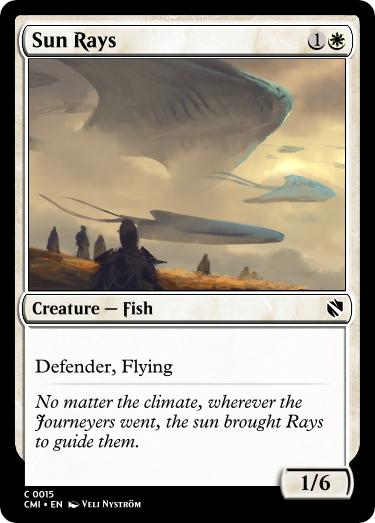 Sun Rays 1
Creature — Fish
Defender, Flying
No matter the climate, wherever the
Journeyers went, the sun brought Rays
to guide them.
1/6
C 0015
CMI • EN Veli Nyström